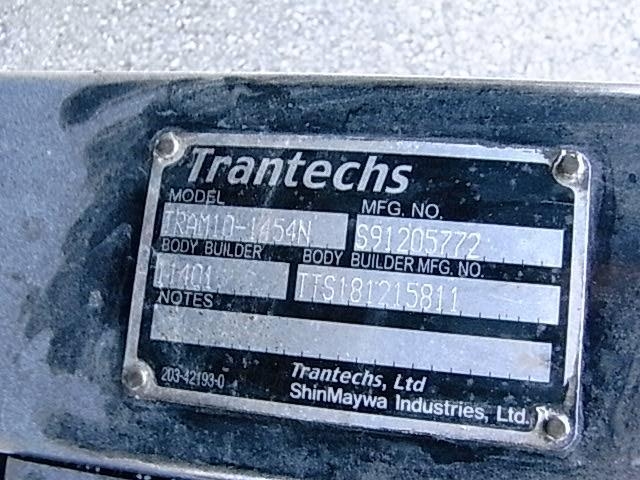 Trantechs
MODEL MFG. NO.
TRAM10-1454N S91205772
BODY BUILDER BODY BUILDER MFG. NO.
11401 TTS181215811
NOTES
203-42193-0 Trantechs, Ltd
ShinMaywa Industries, Ltd.